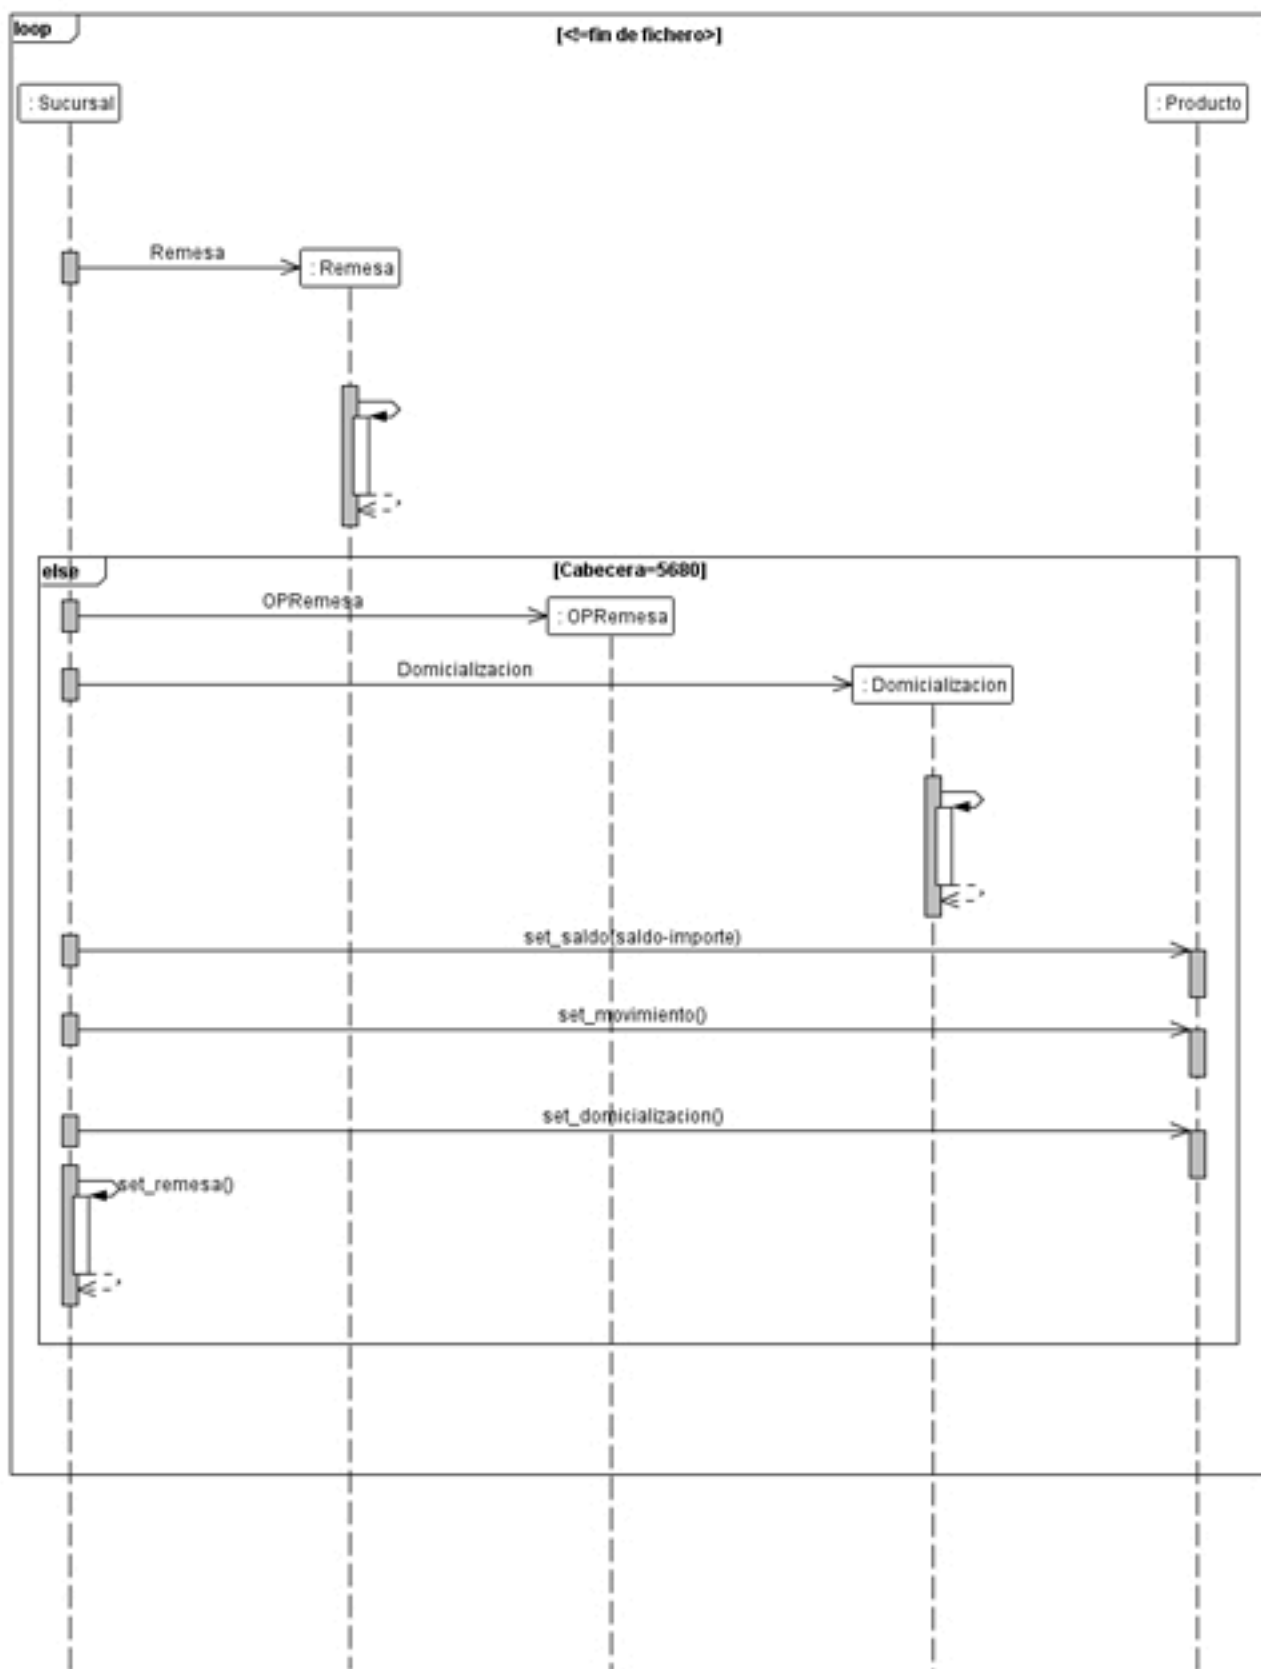 loop
[<!=fin de fichero>]
: Sucursal
: Producto
Remesa
: Remesa
else
[Cabecera=5680]
OPRemesa
: OPRemesa
Domicialización
: Domicializacion
set_saldo(saldo-importe)
set_movimiento()
set_domicializacion()
set_remesa()